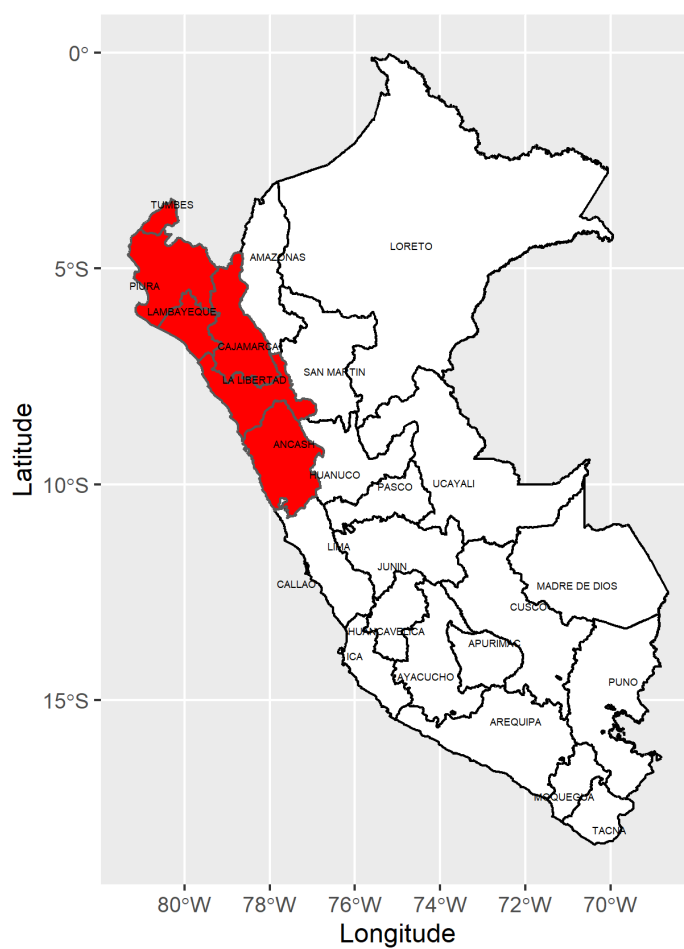 0°
5°S
10°S
15°S
Latitude
TUMBES
AMAZONAS
LORETO
PIURA
LAMBAYEQUE
CAJAMARCA
SAN MARTIN
LA LIBERTAD
ANCASH
HUANUCO
PASCO
UCAYALI
LIMA
JUNIN
CALLAO
MADRE DE DIOS
CUSCO
HUANCAVELICA
APURIMAC
ICA
AYACUCHO
PUNO
AREQUIPA
MOQUEGUA
TACNA
80°W 78°W 76°W 74°W 72°W 70°W
Longitude